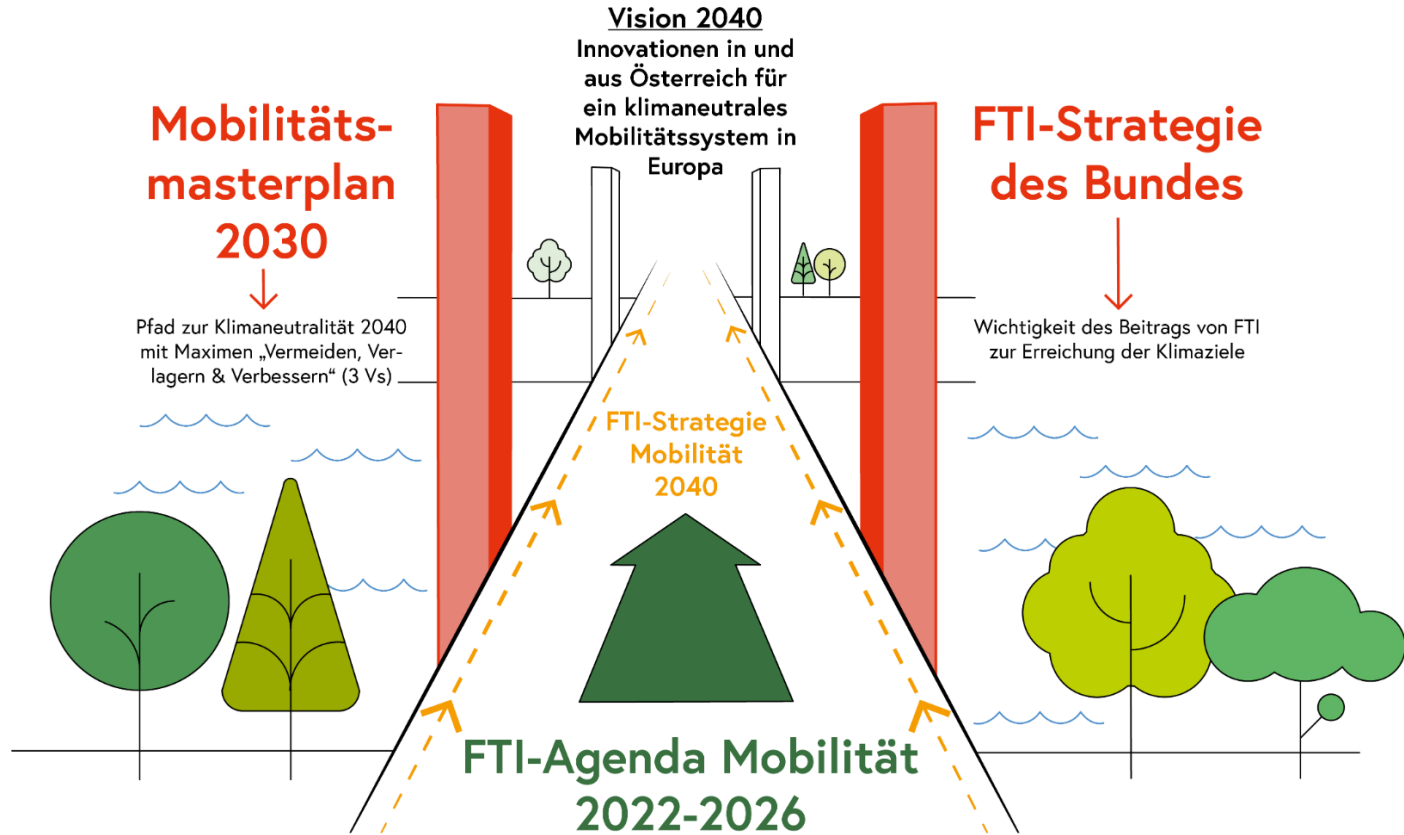 Vision 2040
Innovationen in und
aus Österreich für
ein klimaneutrales
Mobilitätssystem in
Europa
Mobilitäts-
masterplan
2030
Pfad zur Klimaneutralität 2040
mit Maximen „Vermeiden, Ver-
lagern & Verbessern“ (3 Vs)
FTI-Strategie
des Bundes
Wichtigkeit des Beitrags von FTI
zur Erreichung der Klimaziele
FTI-Strategie
Mobilität
2040
FTI-Agenda Mobilität
2022-2026